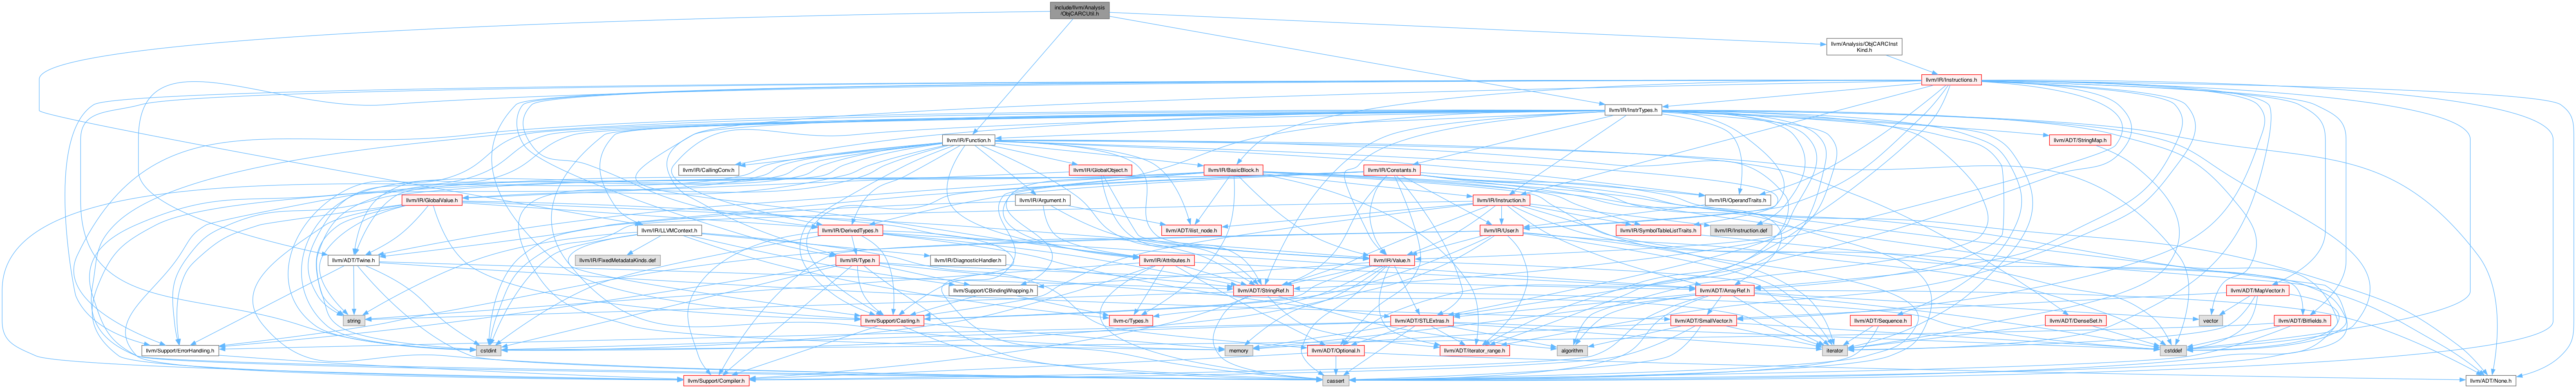 include/llvm/Analysis
/ObjCARCUtil.h
llvm/Analysis/ObjCARCInst
Kind.h
llvm/IR/Instructions.h
llvm/IR/InstrTypes.h
llvm/IR/Function.h
llvm/ADT/StringMap.h
llvm/IR/CallingConv.h
llvm/IR/GlobalObject.h
llvm/IR/BasicBlock.h
llvm/IR/Constants.h
llvm/IR/GlobalValue.h
llvm/IR/Argument.h
llvm/IR/Instruction.h
llvm/IR/OperandTraits.h
llvm/IR/LLVMContext.h
llvm/IR/DerivedTypes.h
llvm/ADT/ilist_node.h
llvm/IR/User.h
llvm/IR/SymbolTableListTraits.h
llvm/IR/Instruction.def
llvm/ADT/Twine.h
llvm/IR/FixedMetadataKinds.def
llvm/IR/Type.h
llvm/IR/DiagnosticHandler.h
llvm/IR/Attributes.h
llvm/IR/Value.h
llvm/Support/CBindingWrapping.h
llvm/ADT/StringRef.h
llvm/ADT/ArrayRef.h
llvm/ADT/MapVector.h
string
llvm/Support/Casting.h
llvm-c/Types.h
llvm/ADT/STLExtras.h
llvm/ADT/SmallVector.h
llvm/ADT/Sequence.h
llvm/ADT/DenseSet.h
vector
llvm/ADT/Bitfields.h
llvm/Support/ErrorHandling.h
cstdint
memory
llvm/ADT/Optional.h
llvm/ADT/iterator_range.h
algorithm
iterator
cstddef
llvm/Support/Compiler.h
cassert
llvm/ADT/None.h